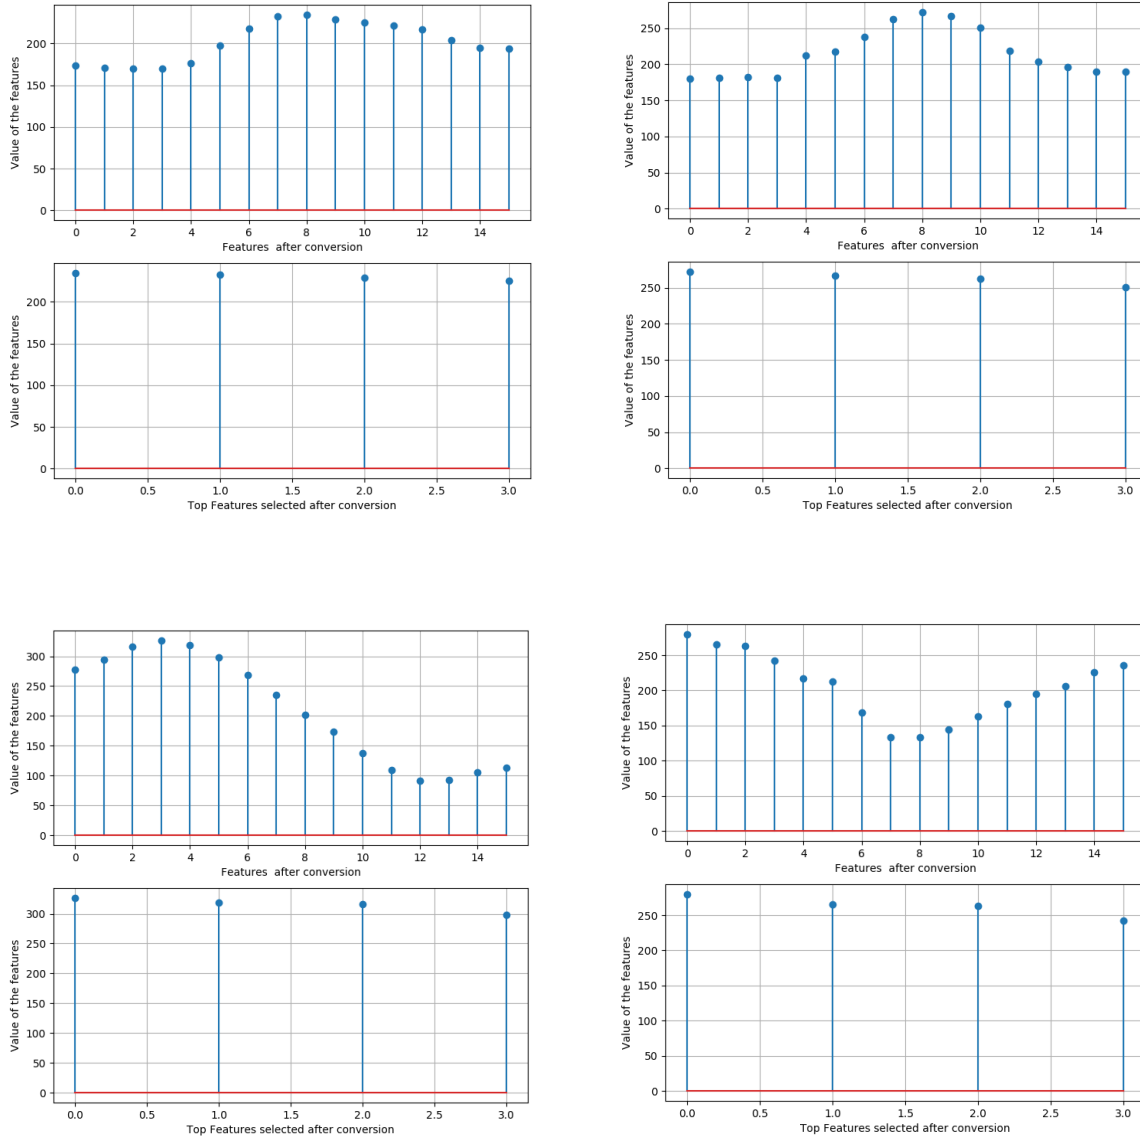 Value of the features
200
150
100
50
0
0 2 4 6 8 10 12 14
Features after conversion
Value of the features
250
200
150
100
50
0
0 2 4 6 8 10 12 14
Features after conversion
Value of the features
200
150
100
50
0
0.0 0.5 1.0 1.5 2.0 2.5 3.0
Top Features selected after conversion
Value of the features
250
200
150
100
50
0
0.0 0.5 1.0 1.5 2.0 2.5 3.0
Top Features selected after conversion
Value of the features
300
250
200
150
100
50
0
0 2 4 6 8 10 12 14
Features after conversion
Value of the features
250
200
150
100
50
0
0 2 4 6 8 10 12 14
Features after conversion
Value of the features
300
250
200
150
100
50
0
0.0 0.5 1.0 1.5 2.0 2.5 3.0
Top Features selected after conversion
Value of the features
250
200
150
100
50
0
0.0 0.5 1.0 1.5 2.0 2.5 3.0
Top Features selected after conversion